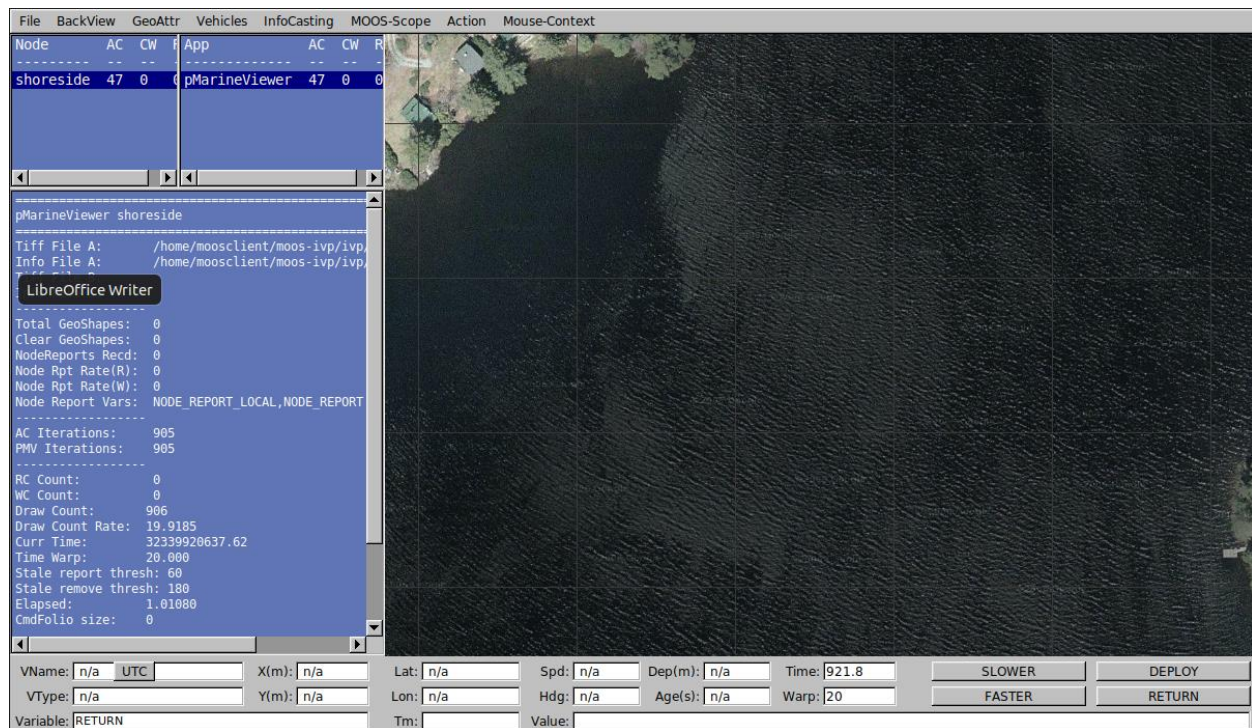 File BackView GeoAttr Vehicles InfoCasting MOOS-Scope Action Mouse-Context
Node AC CW R App AC CW R
--------- -- -- - ------------- -- -- -
shoreside 47 0 0 pMarineViewer 47 0 0
pMarineViewer shoreside
Tiff File A: /home/moosclient/moos-ivp/ivp/
Info File A: /home/moosclient/moos-ivp/ivp/
LibreOffice Writer
------------------
Total GeoShapes: 0
Clear GeoShapes: 0
NodeReports Recd: 0
Node Rpt Rate(R): 0
Node Rpt Rate(W): 0
Node Report Vars: NODE_REPORT_LOCAL,NODE_REPORT
------------------
AC Iterations: 905
PMV Iterations: 905
------------------
RC Count: 0
WC Count: 0
Draw Count: 906
Draw Count Rate: 19.9185
Curr Time: 32339920637.62
Time Warp: 20.000
Stale report thresh: 60
Stale remove thresh: 180
Elapsed: 1.01080
CmdFolio size: 0
VName: n/a UTC X(m): n/a Lat: n/a Spd: n/a Dep(m): n/a Time: 921.8 SLOWER DEPLOY
VType: n/a Y(m): n/a Lon: n/a Hdg: n/a Age(s): n/a Warp: 20 FASTER RETURN
Variable: RETURN Tm: Value: